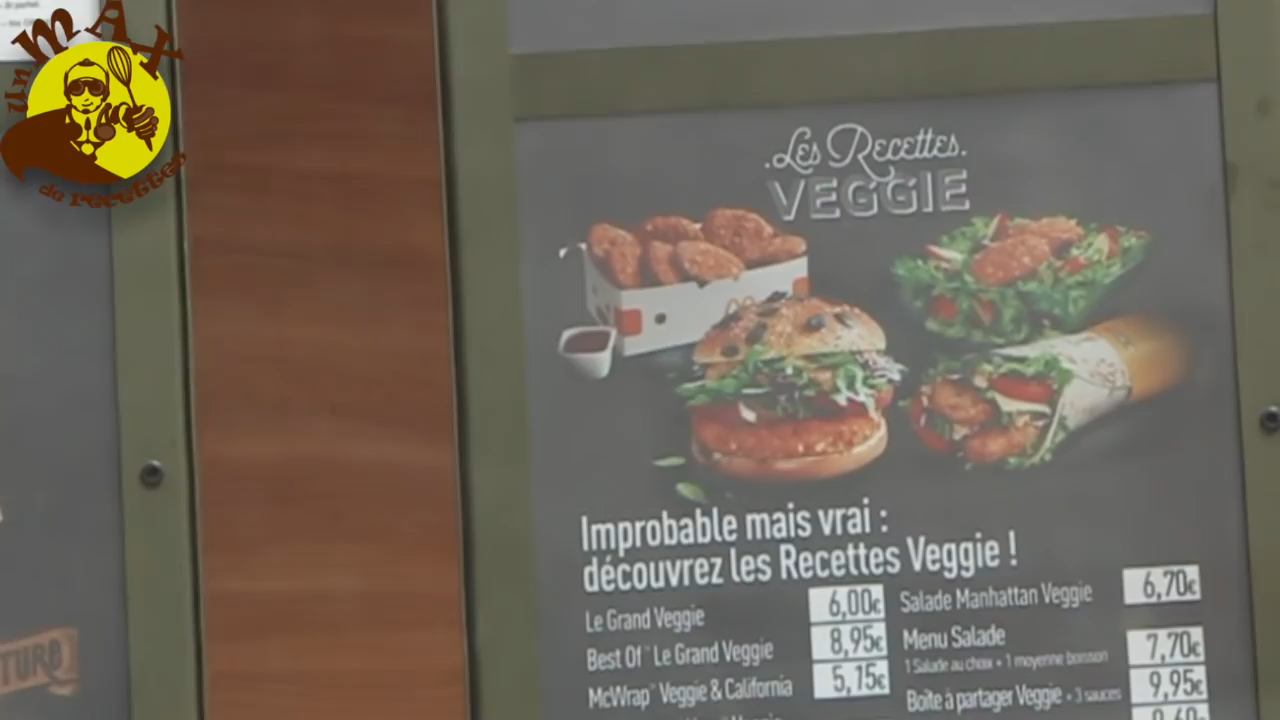 un MAX
de recettes
.Les Recettes.
VEGGIE
Improbable mais vrai :
découvrez les Recettes Veggie !
Le Grand Veggie 6,00€
Best Of™ Le Grand Veggie 8,95€
McWrap™ Veggie & California 5,15€
Salade Manhattan Veggie 6,70€
Menu Salade 7,70€
1 Salade au choix + 1 moyenne boisson
Boîte à partager Veggie + 3 sauces 9,95€